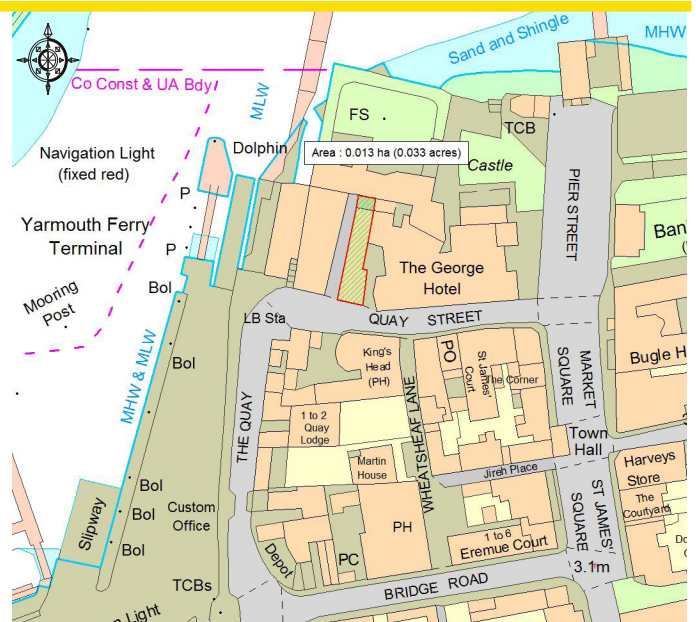 Sand and Shingle
MHW
Co Const & UA Bdy
MLW
FS
TCB
Navigation Light
(fixed red)
Dolphin
Area : 0.013 ha (0.033 acres)
Castle
PIER STREET
P
Yarmouth Ferry
Terminal
P
Ban
The George
Hotel
Mooring
Post
Bol
LB Sta
QUAY STREET
MHW & MLW
Bol
King's
Head
(PH)
PO
St James'
Court
The Corner
MARKET
SQUARE
Bugle H
THE QUAY
1 to 2
Quay
Lodge
WHEATSHEAF LANE
Town
Hall
Martin
House
Jireh Place
Harveys
Store
The
Courtyard
Slipway
Bol
Bol
Bol
Custom
Office
PH
1 to 6
Eremue Court
ST JAMES'
SQUARE
Do
Depot
PC
3.1m
TCBs
BRIDGE ROAD
Light